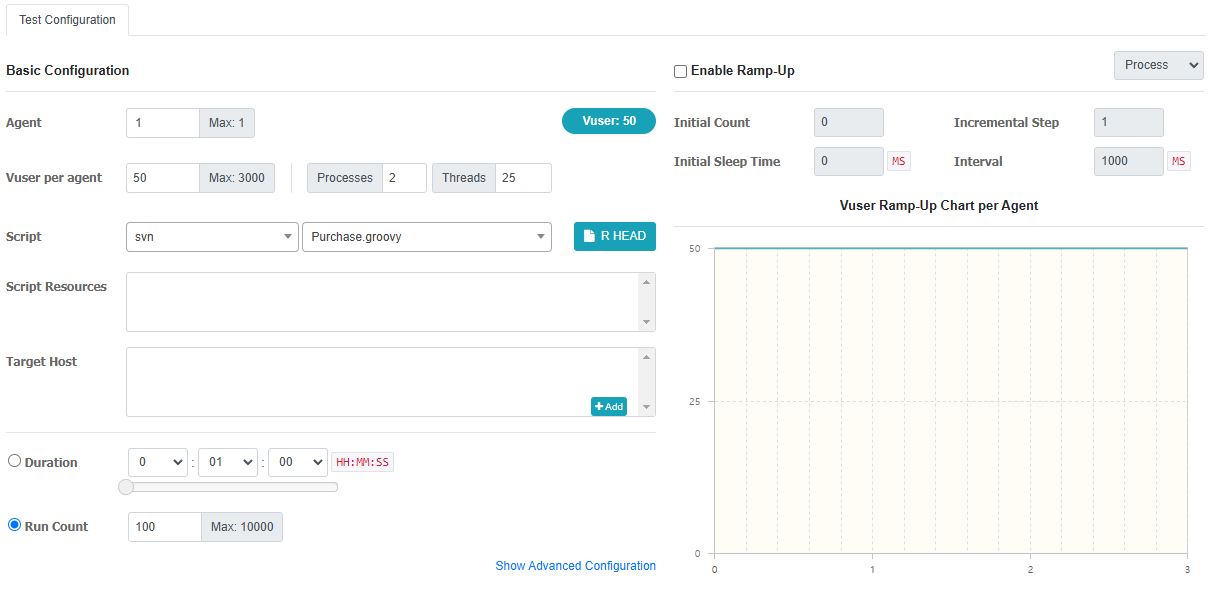 Test Configuration
Basic Configuration
Agent 1 Max: 1 Vuser: 50
Vuser per agent 50 Max: 3000 Processes 2 Threads 25
Script svn Purchase.groovy R HEAD
Script Resources
Target Host
Add
Duration 0 : 01 : 00 HH:MM:SS
Run Count 100 Max: 10000
Show Advanced Configuration
Enable Ramp-Up Process
Initial Count 0 Incremental Step 1
Initial Sleep Time 0 MS Interval 1000 MS
Vuser Ramp-Up Chart per Agent
50
25
0
0 1 2 3